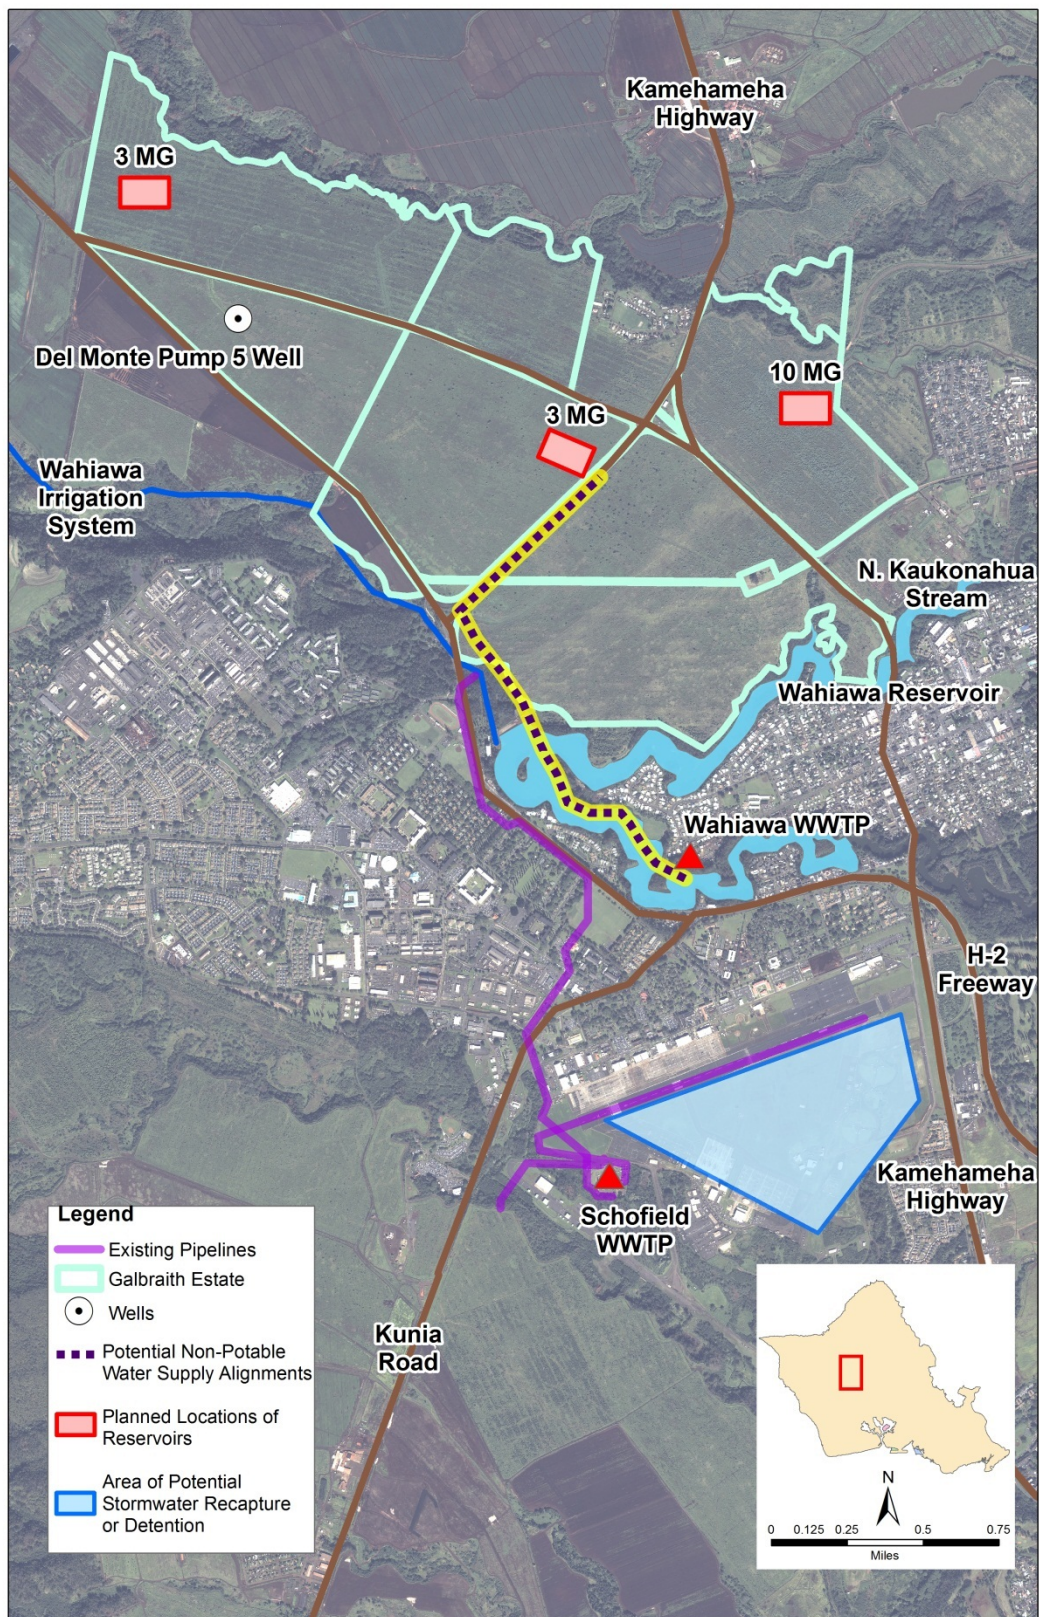 Kamehameha
Highway
3 MG
Del Monte Pump 5 Well
10 MG
3 MG
Wahiawa
Irrigation
System
N. Kaukonahua
Stream
Wahiawa Reservoir
Wahiawa WWTP
H-2
Freeway
Kamehameha
Highway
Schofield
WWTP
Kunia
Road
Legend
Existing Pipelines
Galbraith Estate
Wells
Potential Non-Potable
Water Supply Alignments
Planned Locations of
Reservoirs
Area of Potential
Stormwater Recapture
or Detention
N
0 0.125 0.25 0.5 0.75
Miles